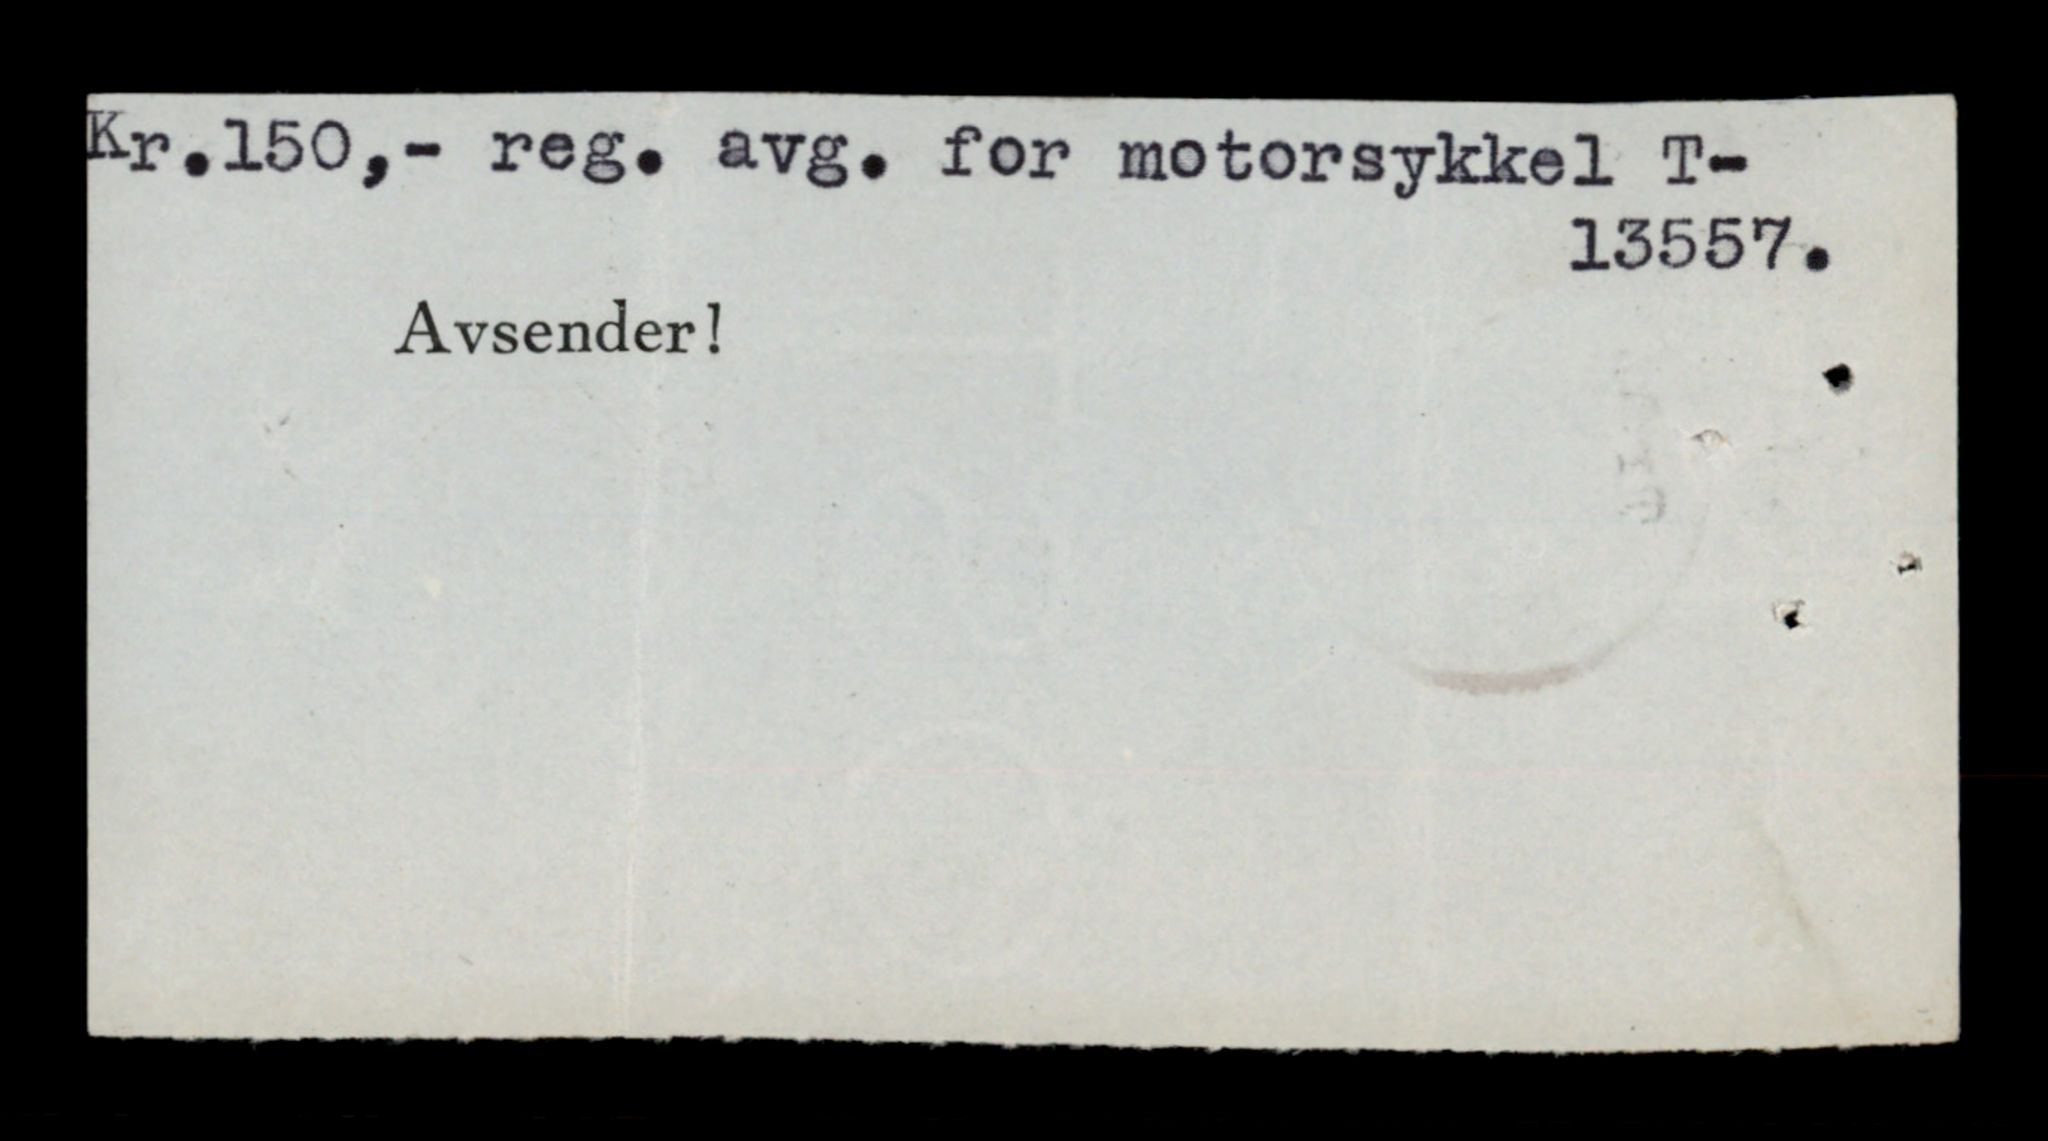 Kr.150,- reg. avg. for motorsykkel T-
13557.
Avsender!